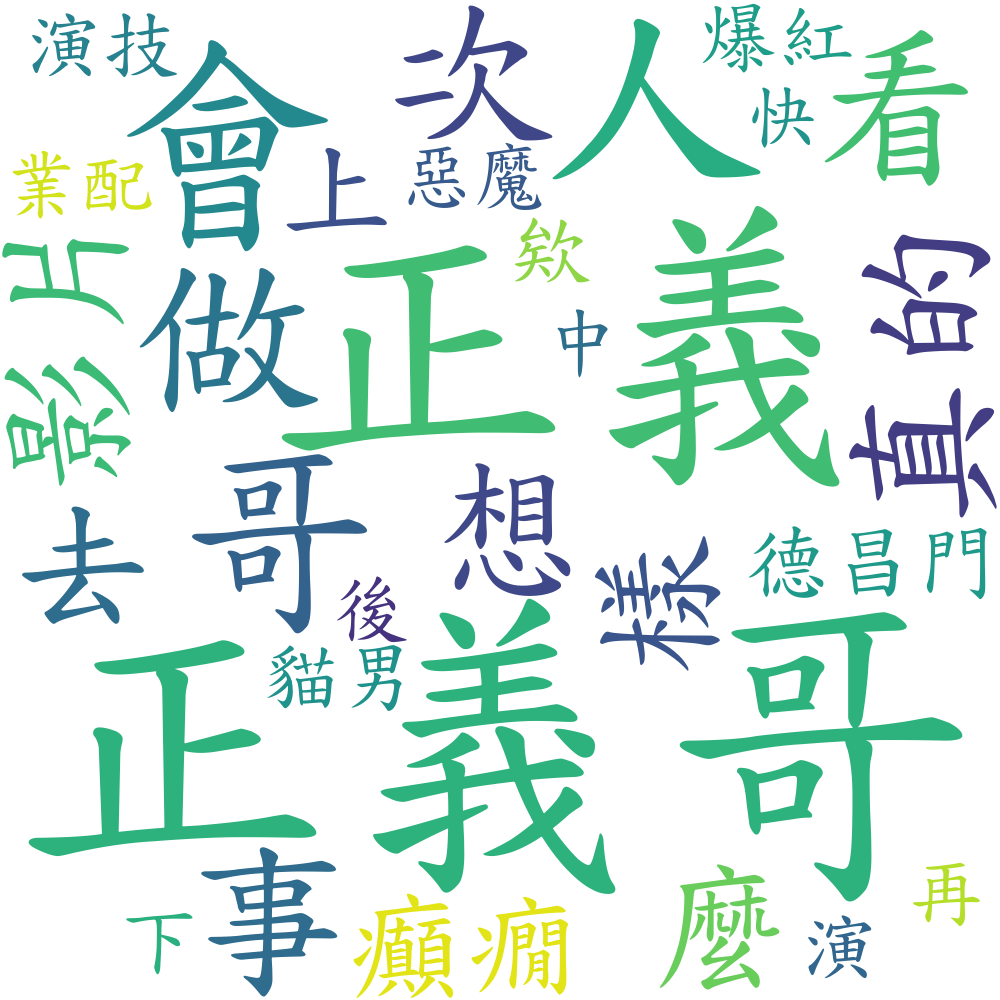 演技
會
次
人
爆紅
快
看
業配
上
惡魔
影片
做
正義
欸
中
真的
去
哥
想
樣
德昌門
後
貓男
正義哥
下
事
癲癇
麼
演
再